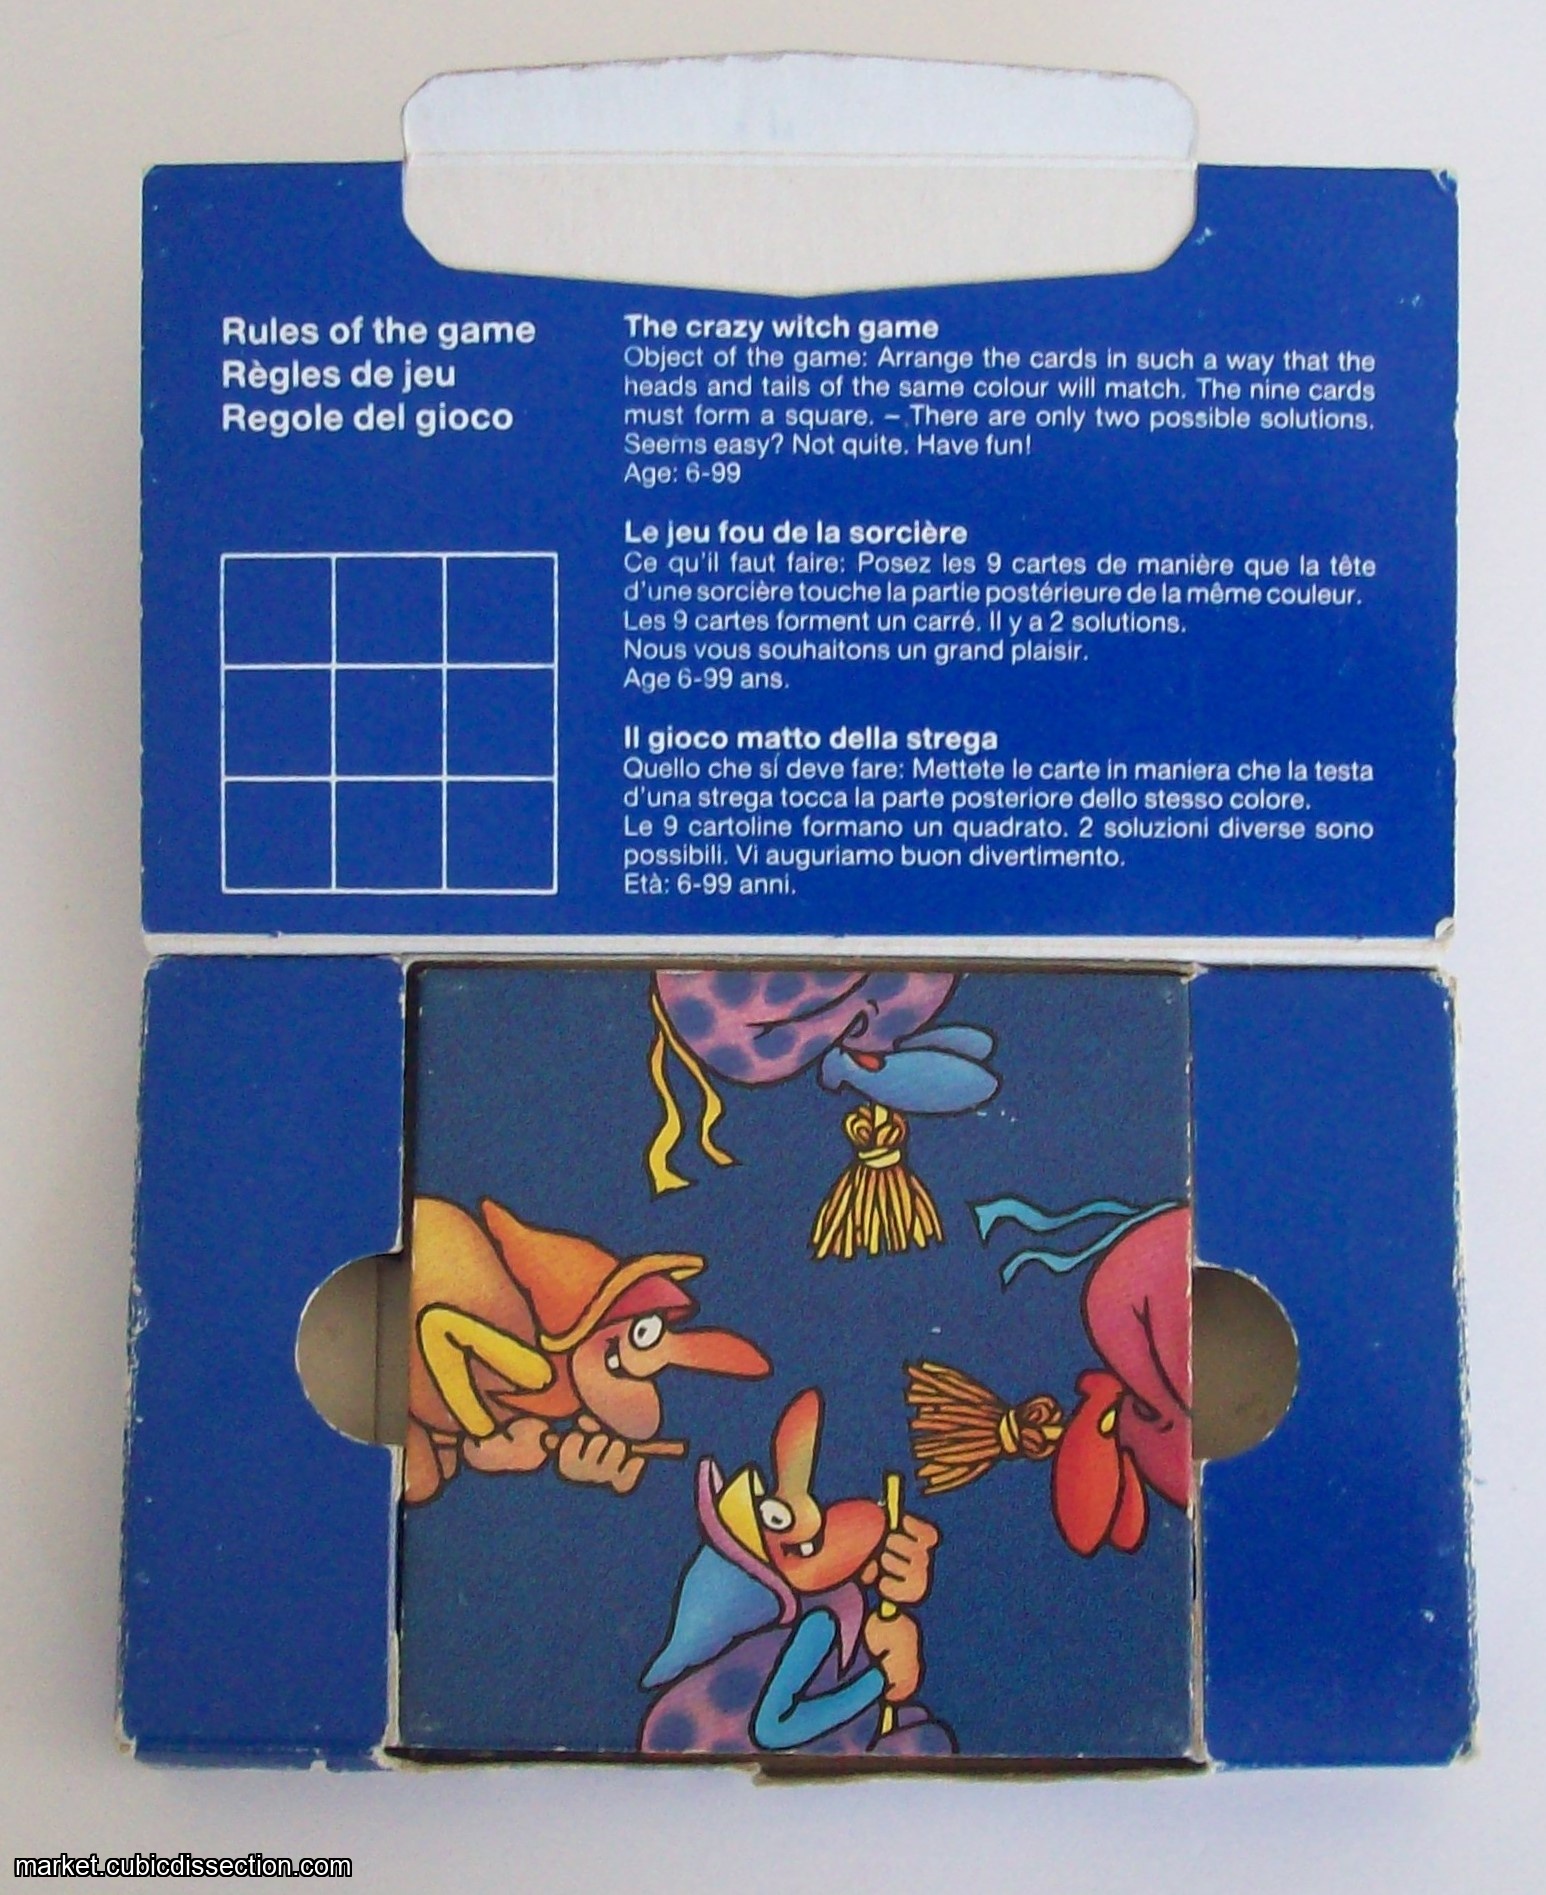 Rules of the game
Règles de jeu
Regole del gioco
The crazy witch game
Object of the game: Arrange the cards in such a way that the
heads and tails of the same colour will match. The nine cards
must form a square. – There are only two possible solutions.
Seems easy? Not quite. Have fun!
Age: 6-99
Le jeu fou de la sorcière
Ce qu'il faut faire: Posez les 9 cartes de manière que la tête
d'une sorcière touche la partie postérieure de la même couleur.
Les 9 cartes forment un carré. Il y a 2 solutions.
Nous vous souhaitons un grand plaisir.
Age 6-99 ans.
Il gioco matto della strega
Quello che si deve fare: Mettete le carte in maniera che la testa
d'una strega tocca la parte posteriore dello stesso colore.
Le 9 cartoline formano un quadrato. 2 soluzioni diverse sono
possibili. Vi auguriamo buon divertimento.
Età: 6-99 anni.
market.cubicdissection.com